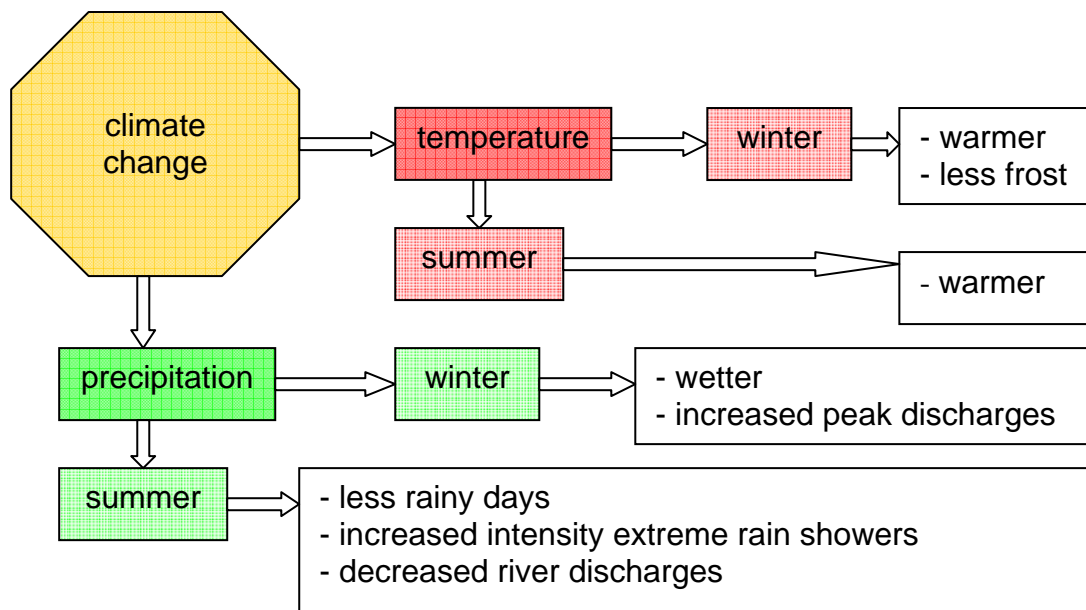 climate
change
temperature
winter
- warmer
- less frost
summer
- warmer
precipitation
winter
- wetter
- increased peak discharges
summer
- less rainy days
- increased intensity extreme rain showers
- decreased river discharges